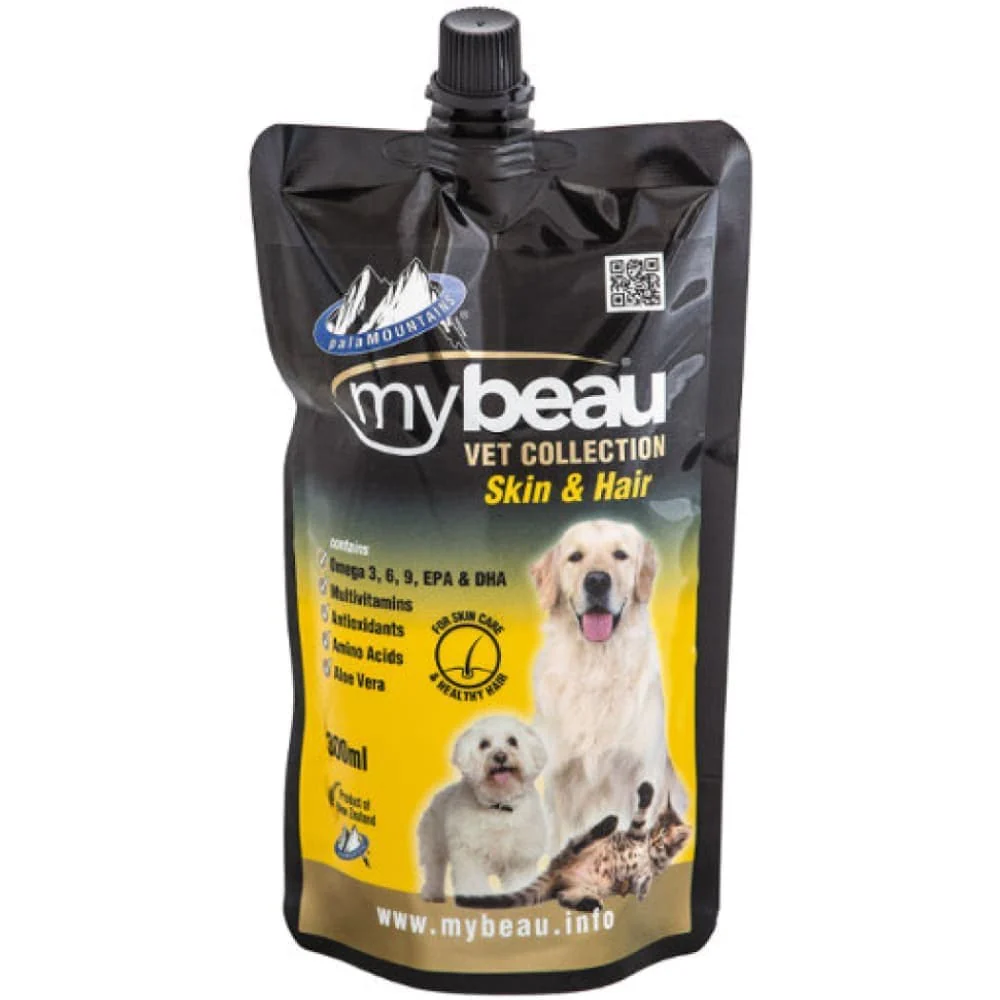 palaMOUNTAINS
®
mybeau®
VET COLLECTION
Skin & Hair
contains
Omega 3, 6, 9, EPA & DHA
Multivitamins
Antioxidants
Amino Acids
Aloe Vera
FOR SKIN CARE
& HEALTHY HAIR
300ml
Product of
New Zealand
www.mybeau.info